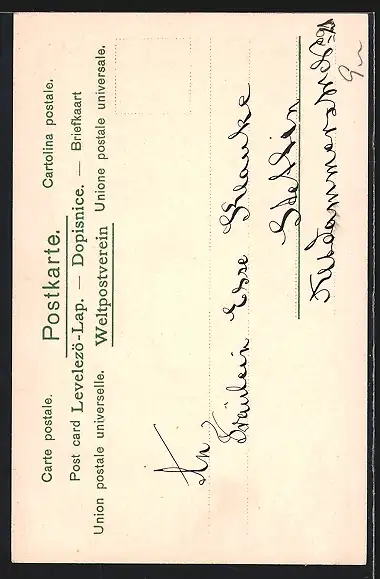 Carte postale. Postkarte. Cartolina postale.
Post card Levelezö-Lap. — Dopisnice. — Briefkaart
Union postale universelle. Weltpostverein Unione postale universale.
An
Fräulein Else
Stettin